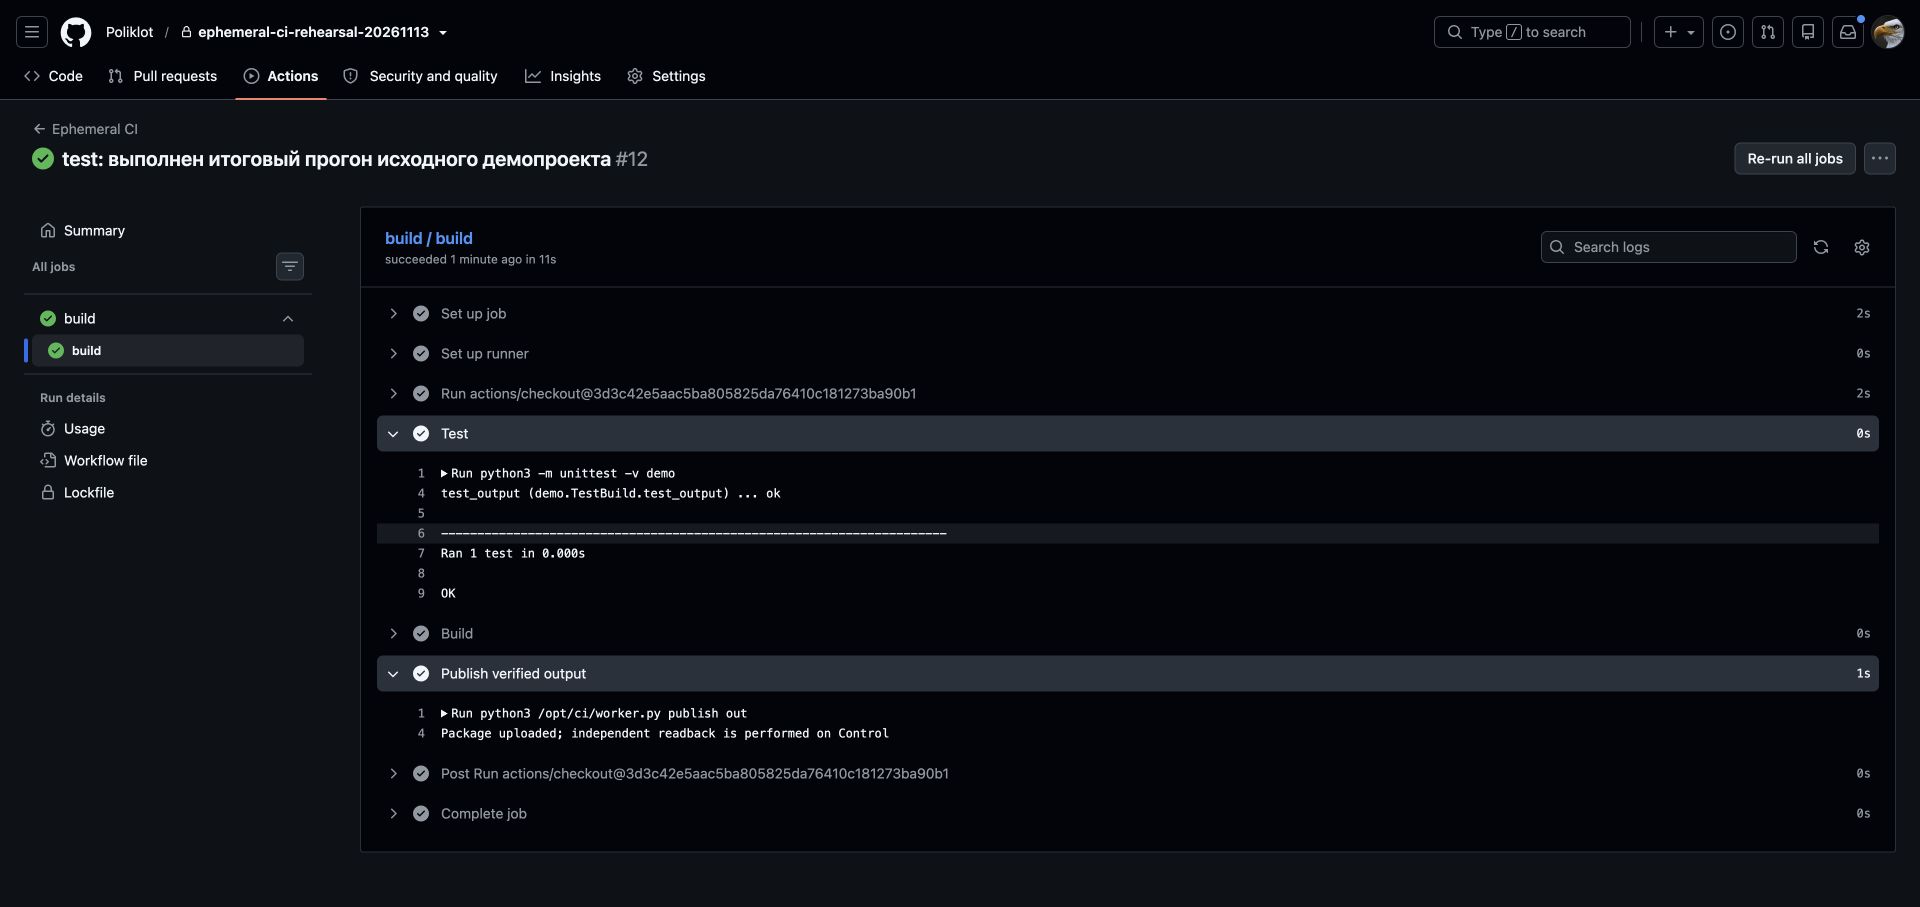 Poliklot / ephemeral-ci-rehearsal-20261113
Type / to search
Code Pull requests Actions Security and quality Insights Settings
Ephemeral CI
test: выполнен итоговый прогон исходного демопроекта #12
Re-run all jobs
Summary
All jobs
build
build
Run details
Usage
Workflow file
Lockfile
build / build
succeeded 1 minute ago in 11s
Search logs
Set up job 2s
Set up runner 0s
Run actions/checkout@3d3c42e5aac5ba805825da76410c181273ba90b1 2s
Test 0s
1 Run python3 -m unittest -v demo
4 test_output (demo.TestBuild.test_output) ... ok
5
6 ----------------------------------------------------------------------
7 Ran 1 test in 0.000s
8
9 OK
Build 0s
Publish verified output 1s
1 Run python3 /opt/ci/worker.py publish out
4 Package uploaded; independent readback is performed on Control
Post Run actions/checkout@3d3c42e5aac5ba805825da76410c181273ba90b1 0s
Complete job 0s